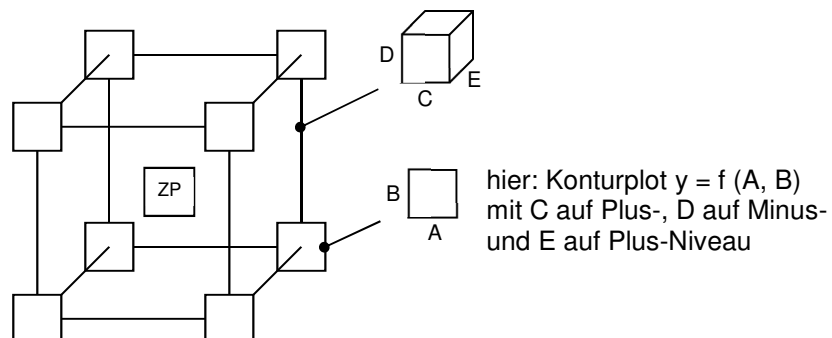 D
C
E
ZP
B
A
hier: Konturplot y = f (A, B)
mit C auf Plus-, D auf Minus-
und E auf Plus-Niveau